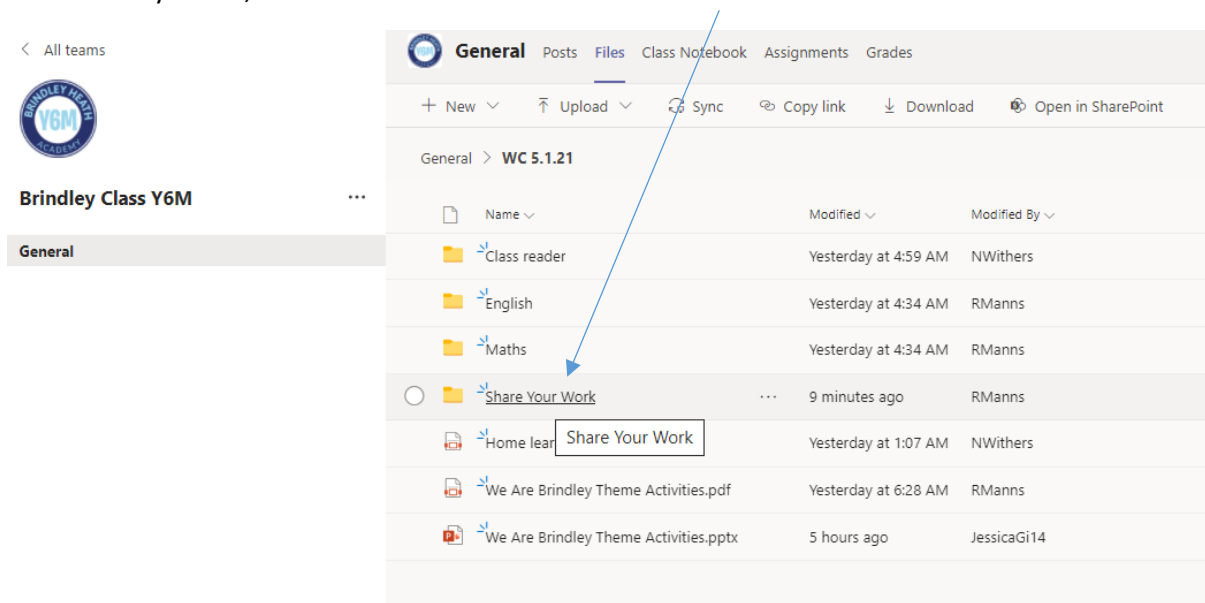 All teams
BRINDLEY HEATH
Y6M
ACADEMY
Brindley Class Y6M ...
General
General Posts Files Class Notebook Assignments Grades
New Upload Sync Copy link Download Open in SharePoint
General > WC 5.1.21
Name Modified Modified By
Class reader Yesterday at 4:59 AM NWithers
English Yesterday at 4:34 AM RManns
Maths Yesterday at 4:34 AM RManns
Share Your Work ... 9 minutes ago RManns
Share Your Work
Home lear Yesterday at 1:07 AM NWithers
We Are Brindley Theme Activities.pdf Yesterday at 6:28 AM RManns
We Are Brindley Theme Activities.pptx 5 hours ago JessicaGi14